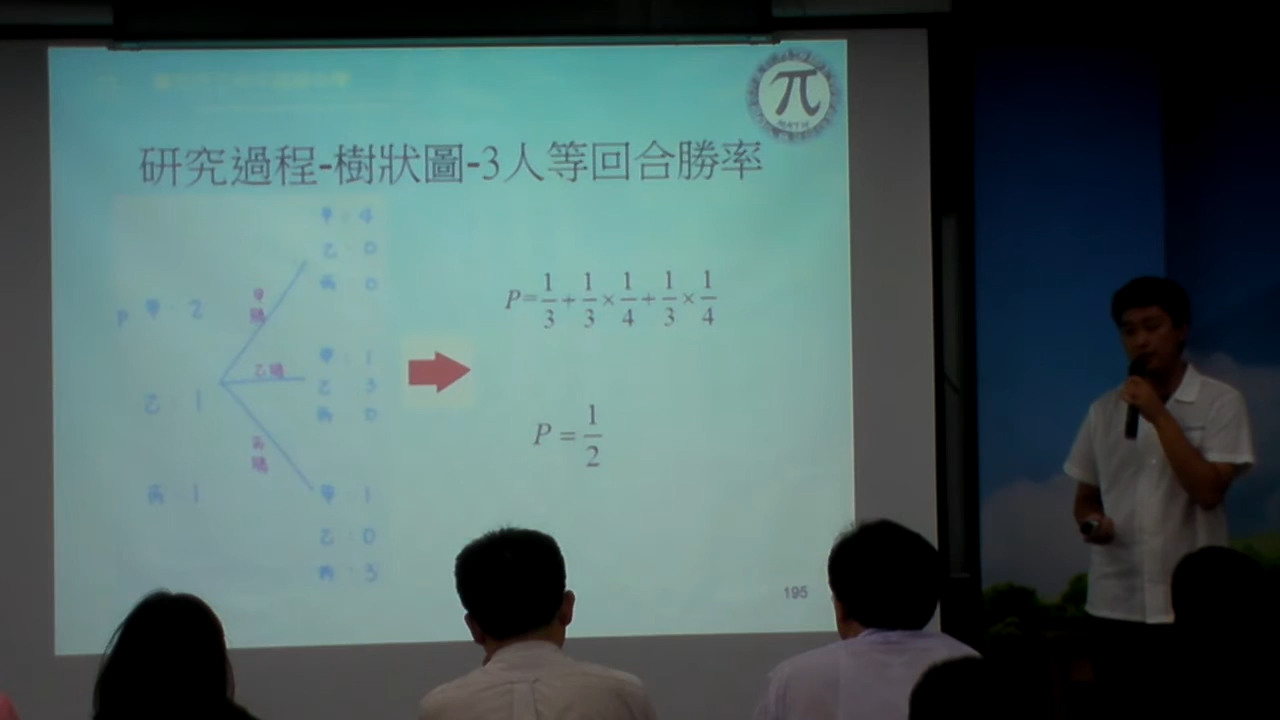 π
MATH
研究過程-樹狀圖-3人等回合勝率
甲:4
乙:0
丙:0
P 甲:2
甲勝
乙勝
甲:1
乙:3
丙:0
乙:1
丙勝
丙:1
甲:1
乙:0
丙:3
P=1/3+1/3×1/4+1/3×1/4
P=1/2
195